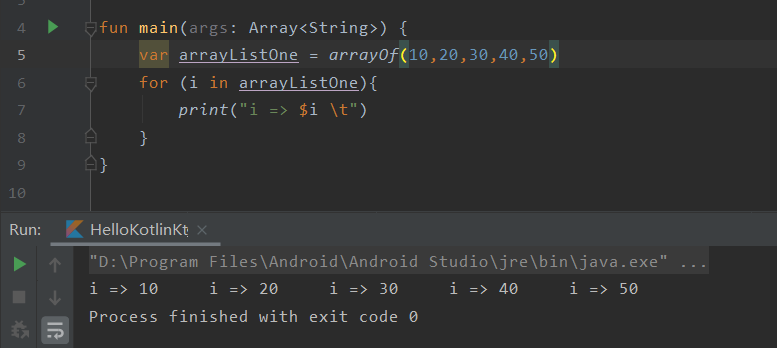 4 fun main(args: Array<String>) {
5 var arrayListOne = arrayOf(10,20,30,40,50)
6 for (i in arrayListOne){
7 print("i => $i \t")
8 }
9 }
10
Run: HelloKotlinKt ×
"D:\Program Files\Android\Android Studio\jre\bin\java.exe" ...
i => 10 i => 20 i => 30 i => 40 i => 50
Process finished with exit code 0